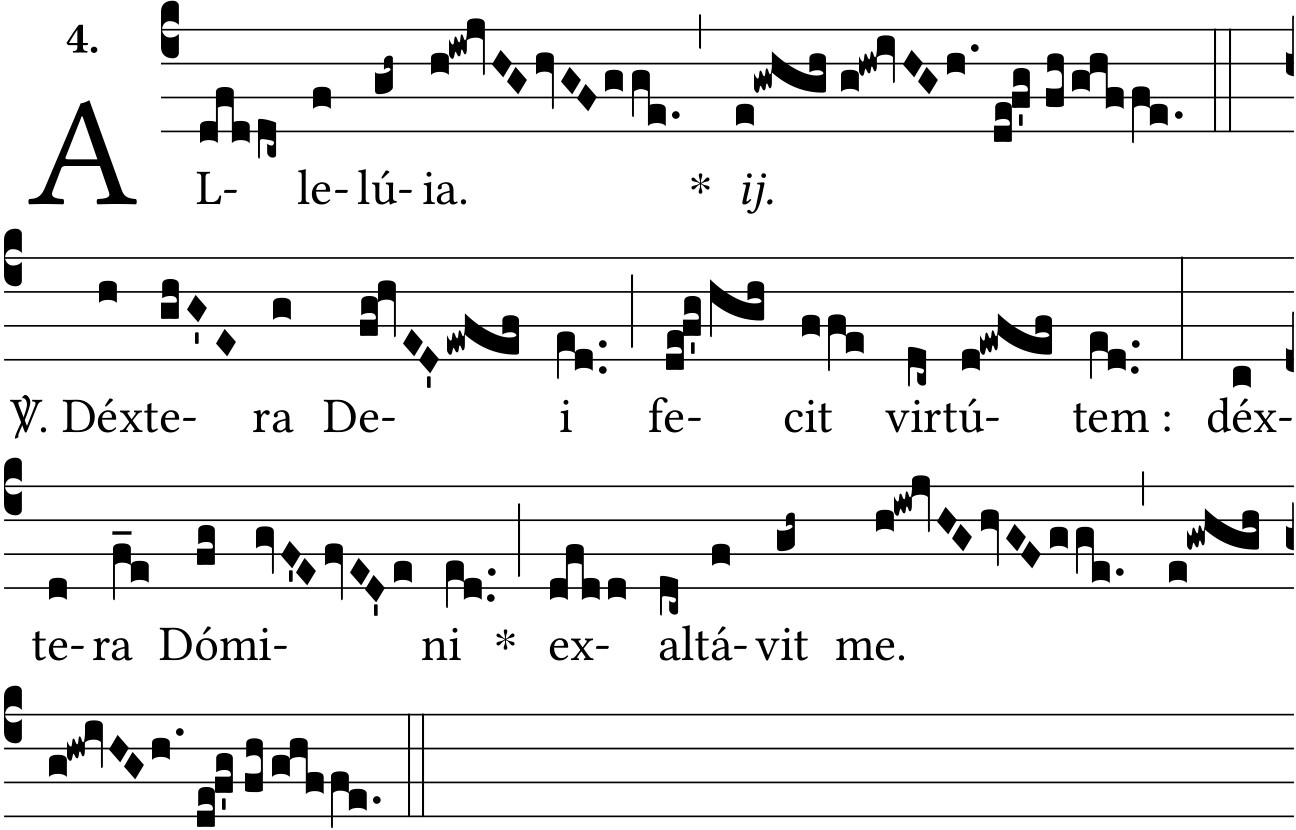 4.
AL- le- lú- ia. * ij.
℣. Déxte- ra De- i fe- cit virtú- tem : déx-
te- ra Dómi- ni * ex- altá- vit me.